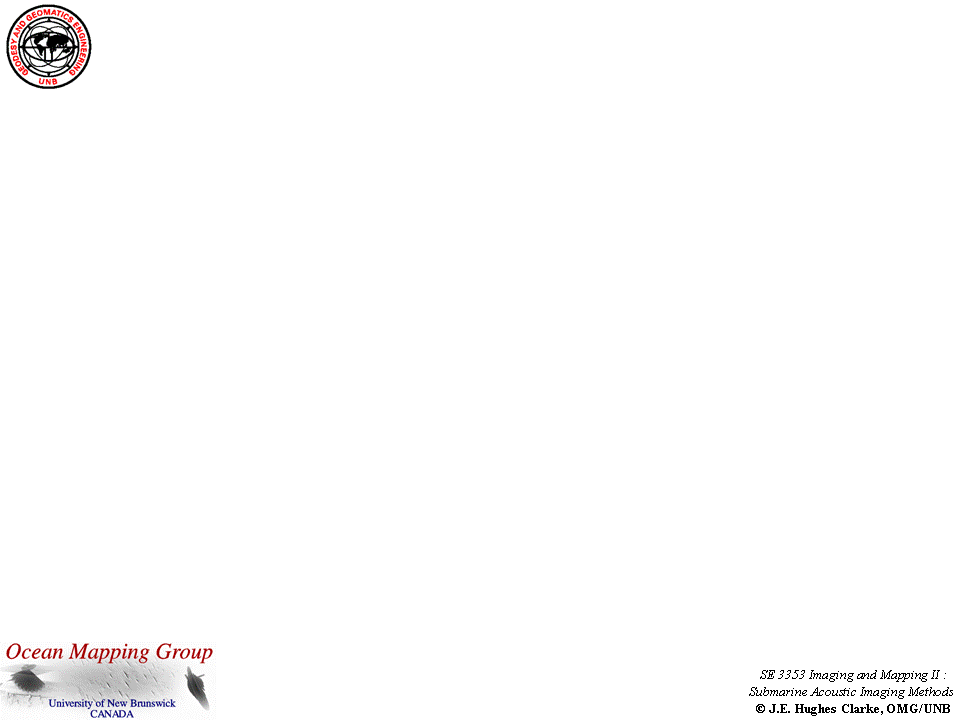 GEODESY AND GEOMATICS ENGINEERING
UNB
Ocean Mapping Group
University of New Brunswick
CANADA
SE 3353 Imaging and Mapping II :
Submarine Acoustic Imaging Methods
© J.E. Hughes Clarke, OMG/UNB